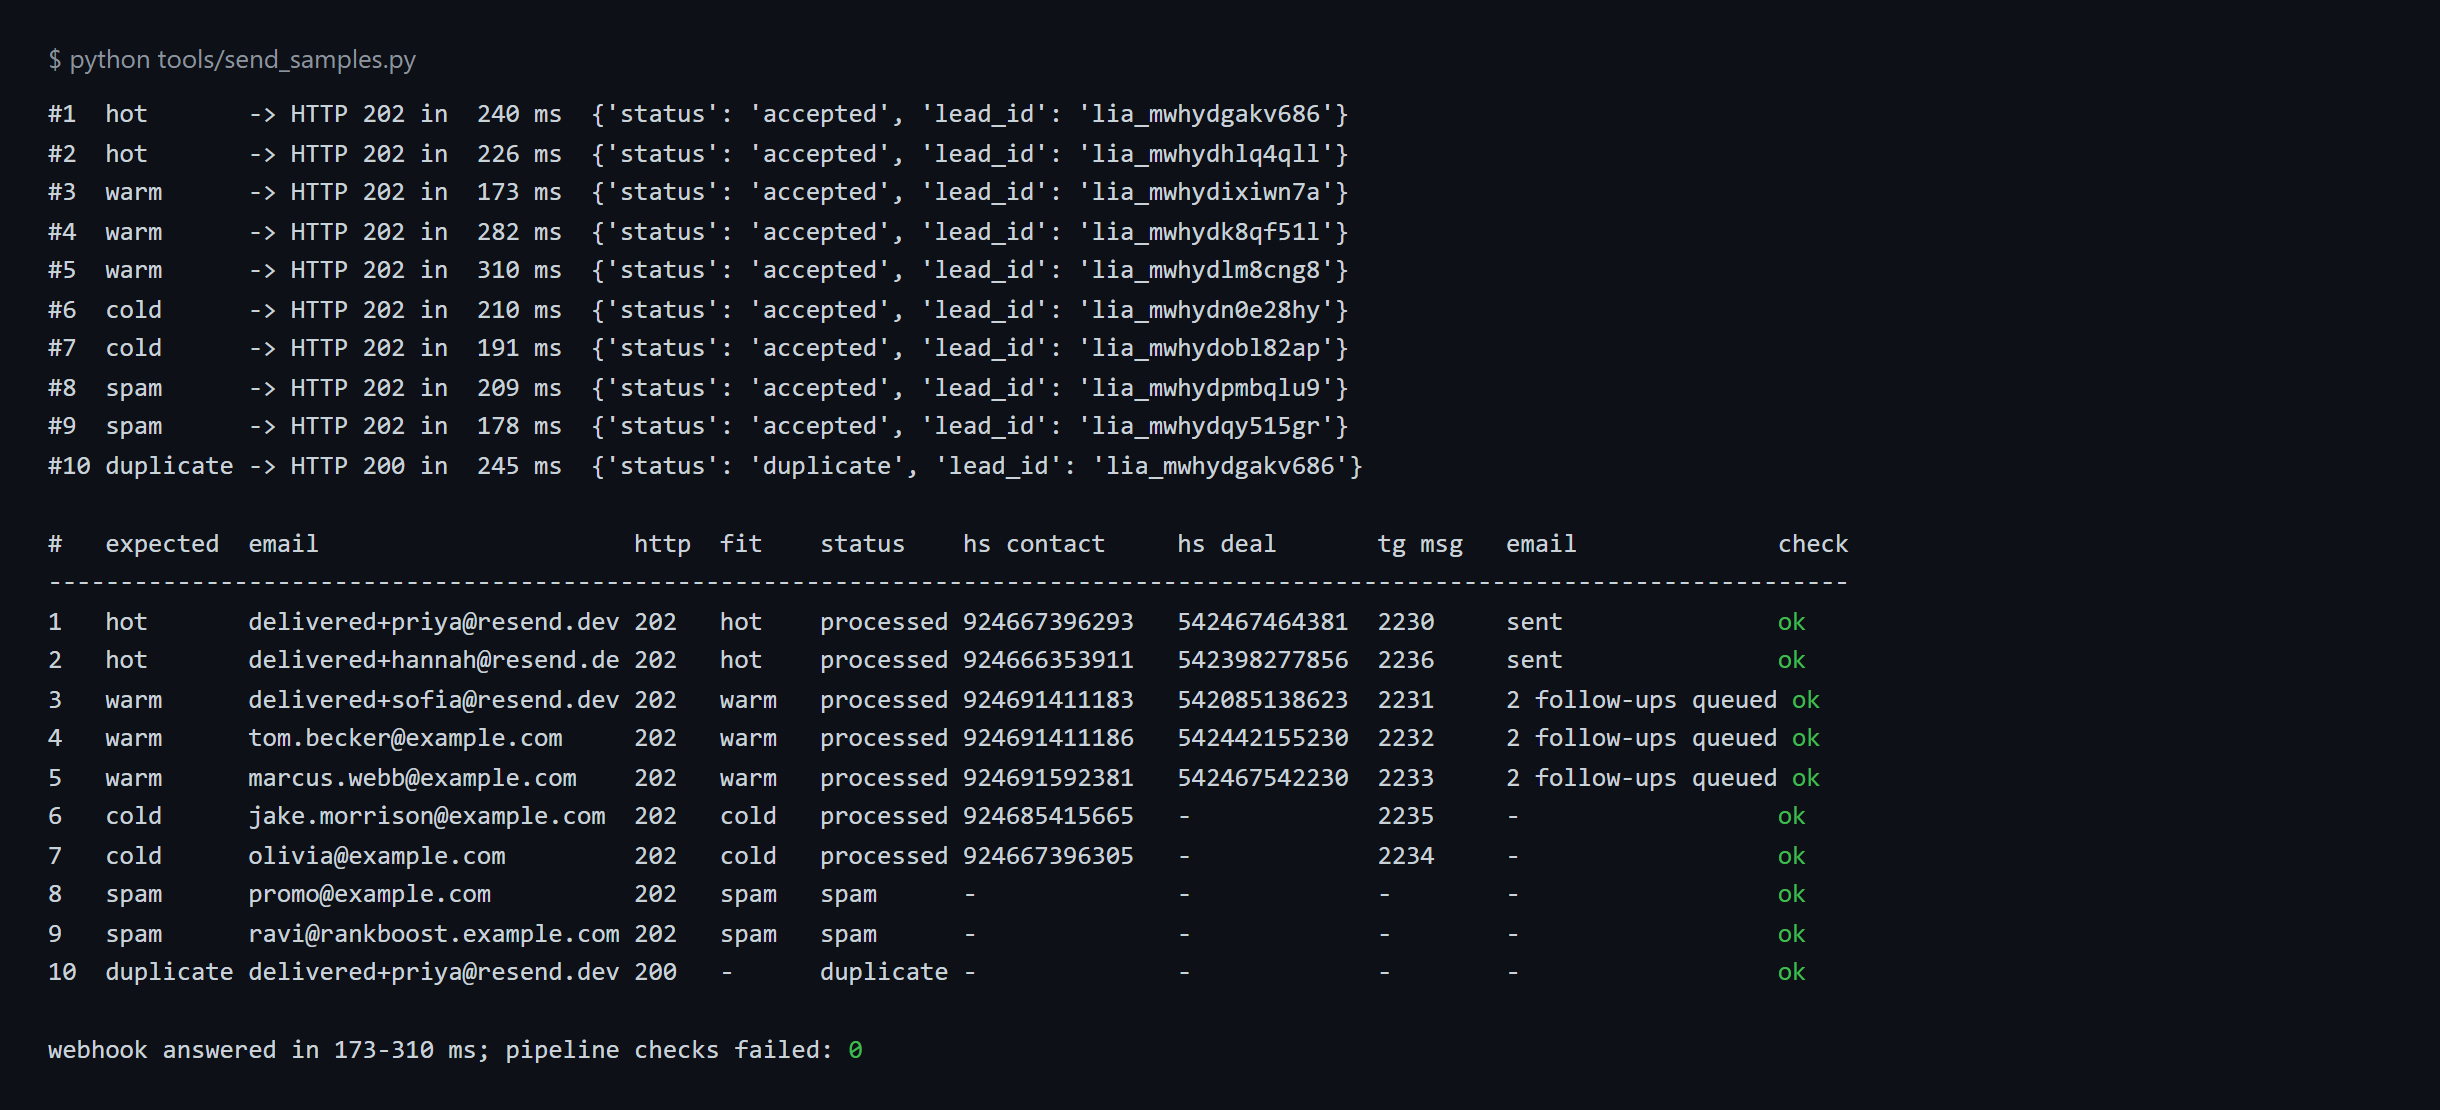 $ python tools/send_samples.py
#1  hot       -> HTTP 202 in  240 ms  {'status': 'accepted', 'lead_id': 'lia_mwhydgakv686'}
#2  hot       -> HTTP 202 in  226 ms  {'status': 'accepted', 'lead_id': 'lia_mwhydhlq4qll'}
#3  warm      -> HTTP 202 in  173 ms  {'status': 'accepted', 'lead_id': 'lia_mwhydixiwn7a'}
#4  warm      -> HTTP 202 in  282 ms  {'status': 'accepted', 'lead_id': 'lia_mwhydk8qf51l'}
#5  warm      -> HTTP 202 in  310 ms  {'status': 'accepted', 'lead_id': 'lia_mwhydlm8cng8'}
#6  cold      -> HTTP 202 in  210 ms  {'status': 'accepted', 'lead_id': 'lia_mwhydn0e28hy'}
#7  cold      -> HTTP 202 in  191 ms  {'status': 'accepted', 'lead_id': 'lia_mwhydobl82ap'}
#8  spam      -> HTTP 202 in  209 ms  {'status': 'accepted', 'lead_id': 'lia_mwhydpmbqlu9'}
#9  spam      -> HTTP 202 in  178 ms  {'status': 'accepted', 'lead_id': 'lia_mwhydqy515gr'}
#10 duplicate -> HTTP 200 in  245 ms  {'status': 'duplicate', 'lead_id': 'lia_mwhydgakv686'}
#   expected  email                      http  fit    status    hs contact     hs deal       tg msg   email              check
------------------------------------------------------------------------------------------------------------------------------
1   hot       delivered+priya@resend.dev 202   hot    processed 924667396293   542467464381  2230     sent               ok
2   hot       delivered+hannah@resend.de 202   hot    processed 924666353911   542398277856  2236     sent               ok
3   warm      delivered+sofia@resend.dev 202   warm   processed 924691411183   542085138623  2231     2 follow-ups queued ok
4   warm      tom.becker@example.com     202   warm   processed 924691411186   542442155230  2232     2 follow-ups queued ok
5   warm      marcus.webb@example.com    202   warm   processed 924691592381   542467542230  2233     2 follow-ups queued ok
6   cold      jake.morrison@example.com  202   cold   processed 924685415665   -             2235     -                  ok
7   cold      olivia@example.com         202   cold   processed 924667396305   -             2234     -                  ok
8   spam      promo@example.com          202   spam   spam      -              -             -        -                  ok
9   spam      ravi@rankboost.example.com 202   spam   spam      -              -             -        -                  ok
10  duplicate delivered+priya@resend.dev 200   -      duplicate -              -             -        -                  ok
webhook answered in 173-310 ms; pipeline checks failed: 0